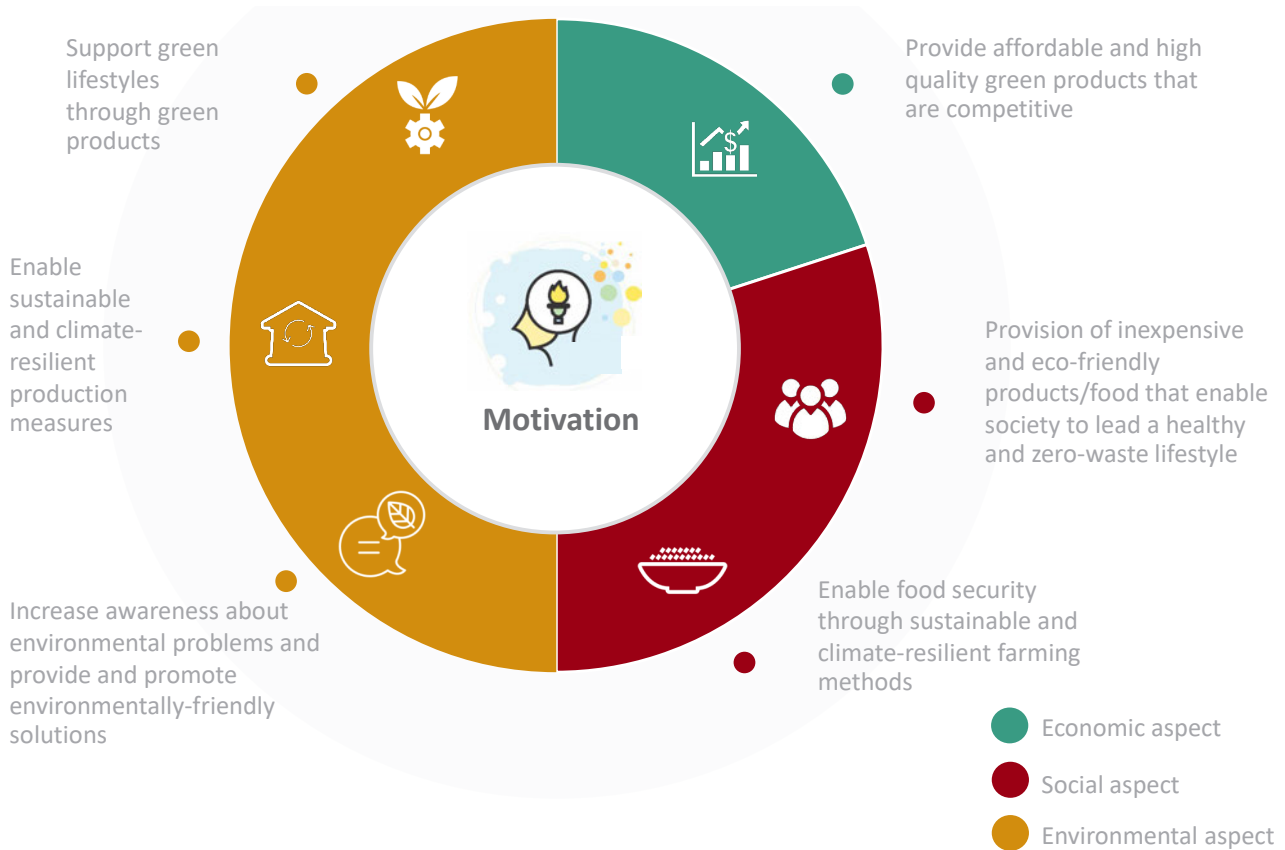 Support green
lifestyles
through green
products
Provide affordable and high
quality green products that
are competitive
Enable
sustainable
and climate-
resilient
production
measures
$
Motivation
Provision of inexpensive
and eco-friendly
products/food that enable
society to lead a healthy
and zero-waste lifestyle
Increase awareness about
environmental problems and
provide and promote
environmentally-friendly
solutions
Enable food security
through sustainable and
climate-resilient farming
methods
Economic aspect
Social aspect
Environmental aspect